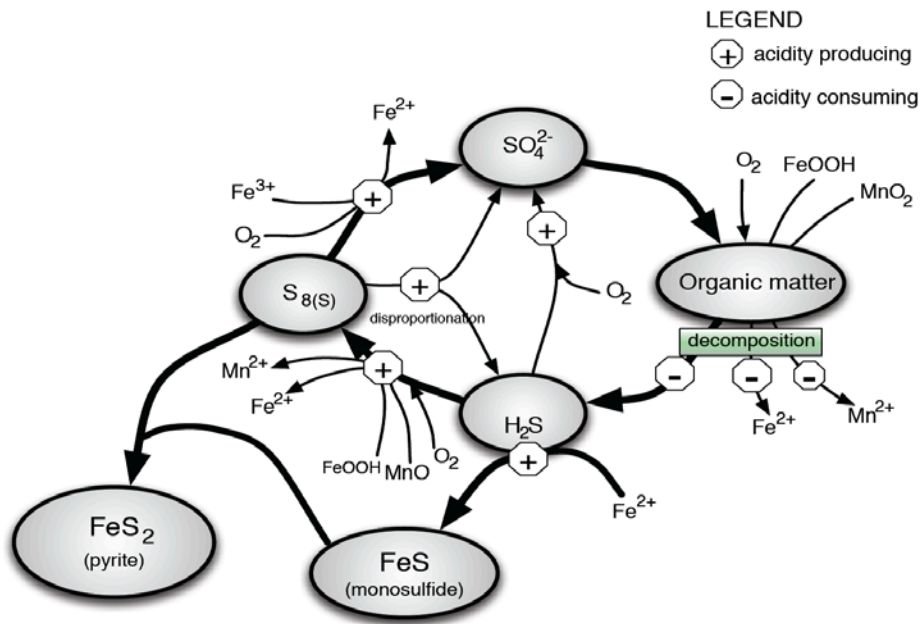 LEGEND
+ acidity producing
- acidity consuming
Fe²⁺
SO₄²⁻
O₂
FeOOH
MnO₂
Fe³⁺
+
O₂
+
Organic matter
S₈₍S₎
+
O₂
disproportionation
decomposition
Mn²⁺
+
-
-
-
Fe²⁺
H₂S
Fe²⁺
Mn²⁺
FeOOH
MnO
O₂
+
Fe²⁺
FeS₂
(pyrite)
FeS
(monosulfide)